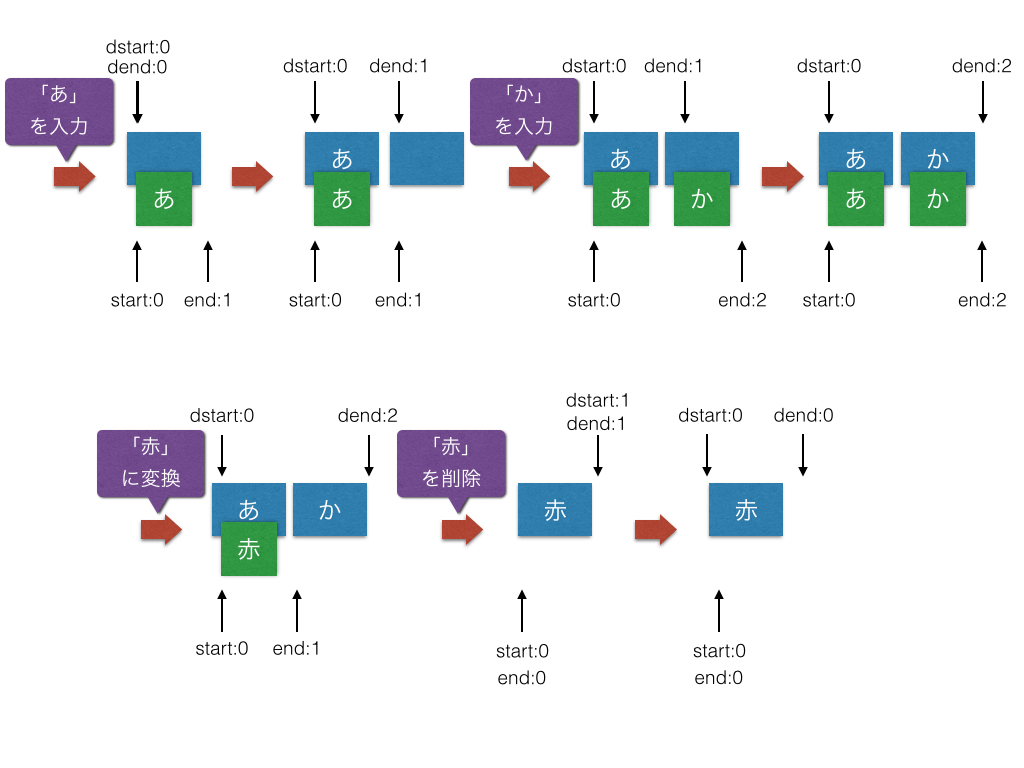 dstart:0
dend:0
「あ」
を入力
あ
start:0
end:1
dstart:0
dend:1
あ
あ
start:0
end:1
「か」
を入力
dstart:0
dend:1
あ
あ
か
start:0
end:2
dstart:0
dend:2
あ
か
あ
か
start:0
end:2
「赤」
に変換
dstart:0
dend:2
あ
か
赤
start:0
end:1
「赤」
を削除
dstart:1
dend:1
赤
start:0
end:0
dstart:0
dend:0
赤
start:0
end:0